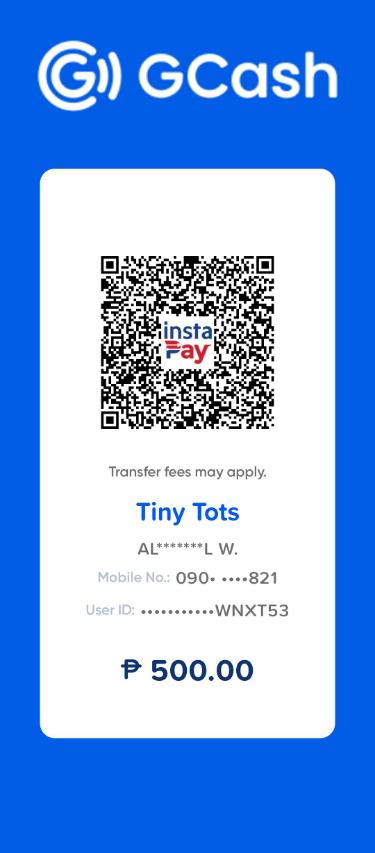 GCash
insta
Pay
Transfer fees may apply.
Tiny Tots
AL*******L W.
Mobile No.: 090• ••••821
User ID: •••••••••••WNXT53
₱ 500.00